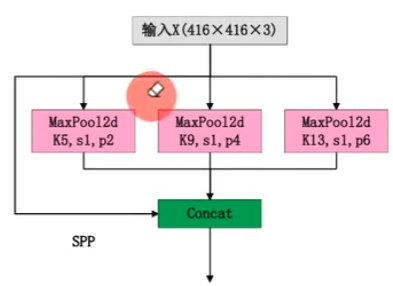 输入X(416×416×3)
MaxPool2d
K5,s1,p2
MaxPool2d
K9,s1,p4
MaxPool2d
K13,s1,p6
Concat
SPP